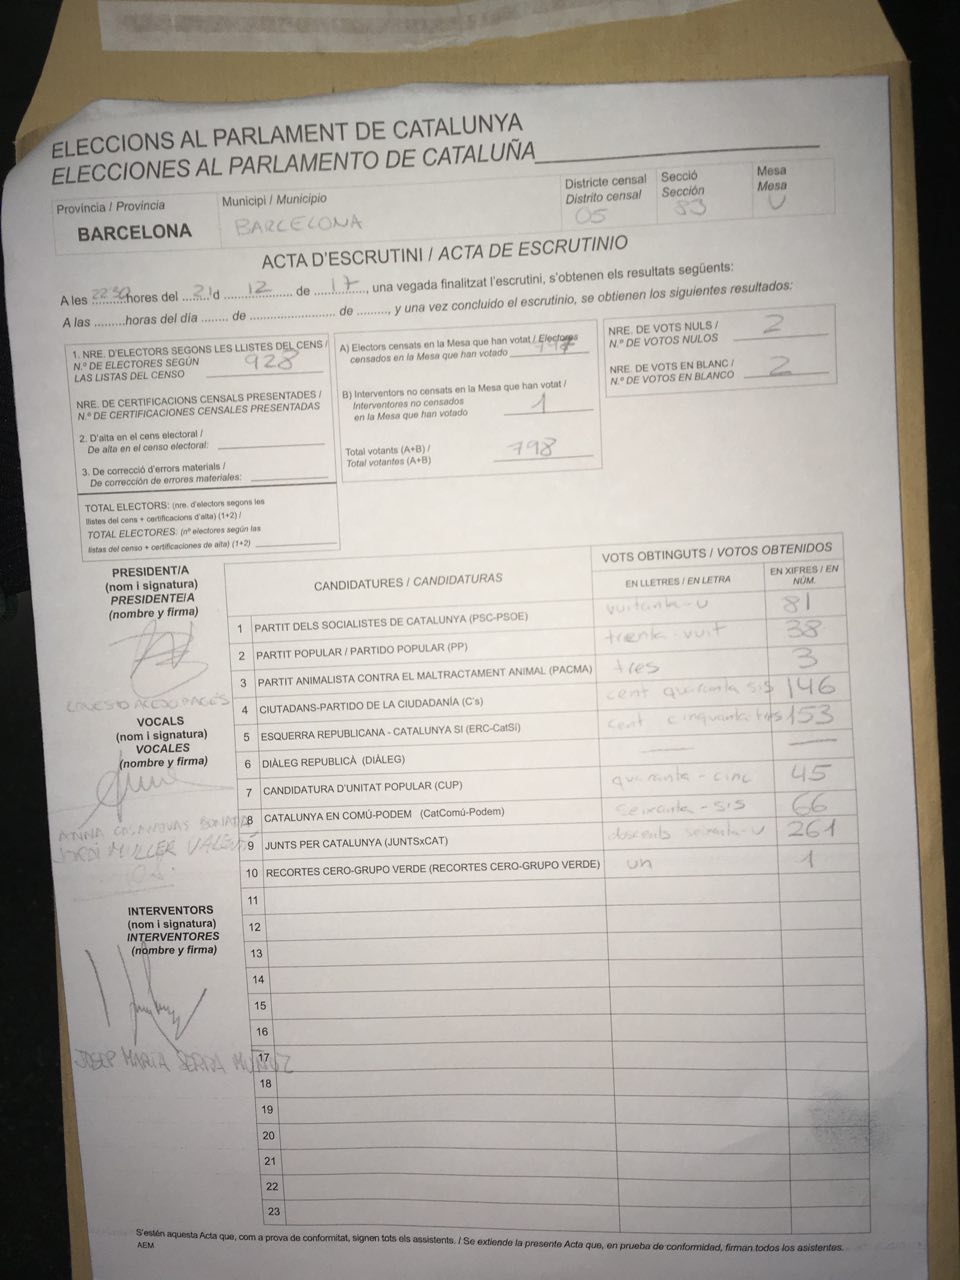 ELECCIONS AL PARLAMENT DE CATALUNYA
ELECCIONES AL PARLAMENTO DE CATALUÑA
Província / Provincia
BARCELONA
Municipi / Municipio
BARCELONA
Districte censal
Distrito censal
05
Secció
Sección
83
Mesa
Mesa
U
ACTA D'ESCRUTINI / ACTA DE ESCRUTINIO
A les 22:30 hores del 21 d 12 de 17, una vegada finalitzat l'escrutini, s'obtenen els resultats següents:
A las .........horas del día ........ de ........................ de ........., y una vez concluido el escrutinio, se obtienen los siguientes resultados:
1. NRE. D'ELECTORS SEGONS LES LLISTES DEL CENS /
N.º DE ELECTORES SEGÚN
LAS LISTAS DEL CENSO
928
NRE. DE CERTIFICACIONS CENSALS PRESENTADES /
N.º DE CERTIFICACIONES CENSALES PRESENTADAS
2. D'alta en el cens electoral /
De alta en el censo electoral:
3. De correcció d'errors materials /
De corrección de errores materiales:
TOTAL ELECTORS: (nre. d'electors segons les
llistes del cens + certificacions d'alta) (1+2) /
TOTAL ELECTORES: (nº electores según las
listas del censo + certificaciones de alta) (1+2)
A) Electors censats en la Mesa que han votat / Electores
censados en la Mesa que han votado 797
B) Interventors no censats en la Mesa que han votat /
Interventores no censados
en la Mesa que han votado 1
Total votants (A+B) /
Total votantes (A+B)
798
NRE. DE VOTS NULS /
N.º DE VOTOS NULOS
2
NRE. DE VOTS EN BLANC /
N.º DE VOTOS EN BLANCO
2
PRESIDENT/A
(nom i signatura)
PRESIDENTE/A
(nombre y firma)
VOCALS
(nom i signatura)
VOCALES
(nombre y firma)
ANNA CASANOVAS
JORDI MULLER
INTERVENTORS
(nom i signatura)
INTERVENTORES
(nombre y firma)
JOSEP MARIA SERRA MUÑOZ
CANDIDATURES / CANDIDATURAS
VOTS OBTINGUTS / VOTOS OBTENIDOS
EN LLETRES / EN LETRA
EN XIFRES / EN NÚM.
1 PARTIT DELS SOCIALISTES DE CATALUNYA (PSC-PSOE) vuitanta-u 81
2 PARTIT POPULAR / PARTIDO POPULAR (PP) trenta-vuit 38
3 PARTIT ANIMALISTA CONTRA EL MALTRACTAMENT ANIMAL (PACMA) tres 3
4 CIUTADANS-PARTIDO DE LA CIUDADANÍA (C's) cent quaranta sis 146
5 ESQUERRA REPUBLICANA - CATALUNYA SI (ERC-CatSí) cent cinquanta tres 153
6 DIÀLEG REPUBLICÀ (DIÀLEG)
7 CANDIDATURA D'UNITAT POPULAR (CUP) quaranta-cinc 45
8 CATALUNYA EN COMÚ-PODEM (CatComú-Podem) seixanta-sis 66
9 JUNTS PER CATALUNYA (JUNTSxCAT) doscents seixanta-u 261
10 RECORTES CERO-GRUPO VERDE (RECORTES CERO-GRUPO VERDE) un 1
11
12
13
14
15
16
17
18
19
20
21
22
23
S'estén aquesta Acta que, com a prova de conformitat, signen tots els assistents. / Se extiende la presente Acta que, en prueba de conformidad, firman todos los asistentes.
AEM